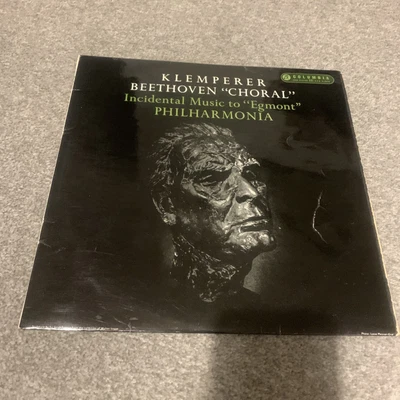 COLUMBIA
KLEMPERER
BEETHOVEN "CHORAL"
Incidental Music to "Egmont"
PHILHARMONIA